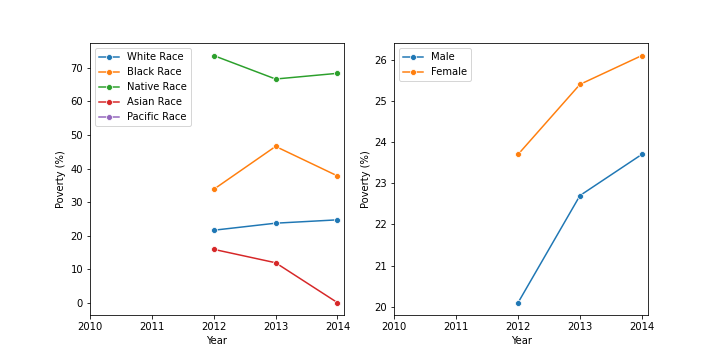 White Race
Black Race
Native Race
Asian Race
Pacific Race
70
60
50
40
30
20
10
0
Poverty (%)
2010 2011 2012 2013 2014
Year
Male
Female
26
25
24
23
22
21
20
Poverty (%)
2010 2011 2012 2013 2014
Year